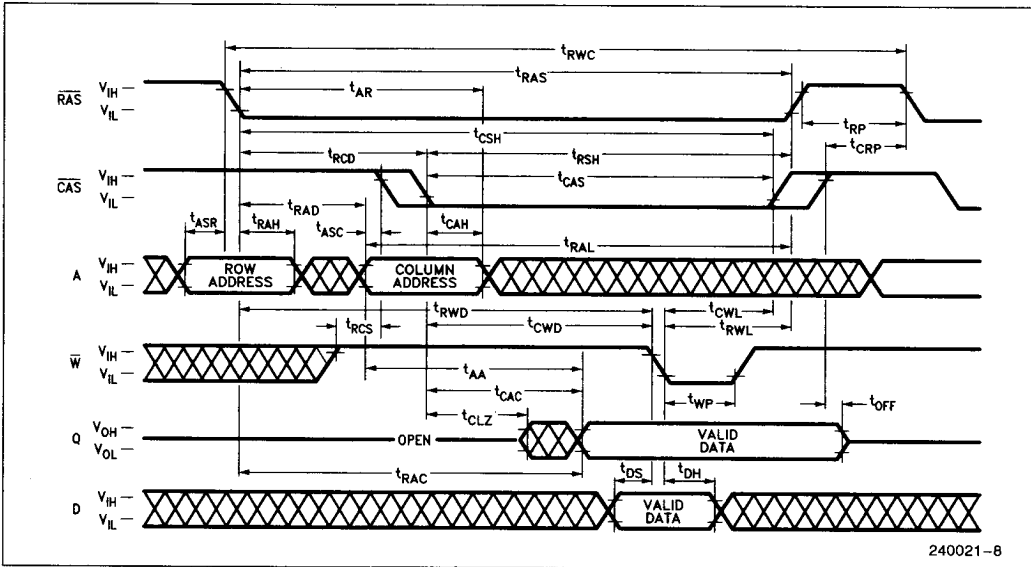 tRWC
tRAS
tAR
RAS VIH VIL
tRP
tCSH
tCRP
tRCD tRSH
CAS VIH VIL
tCAS
tASR tRAH tRAD tASC tCAH
tRAL
A VIH VIL
ROW ADDRESS
COLUMN ADDRESS
tRWD tCWL
tRCS tCWD tRWL
W VIH VIL
tAA
tCAC
tWP
tCLZ tOFF
Q VOH VOL
OPEN
VALID DATA
tRAC tDS tDH
D VIH VIL
VALID DATA
240021-8